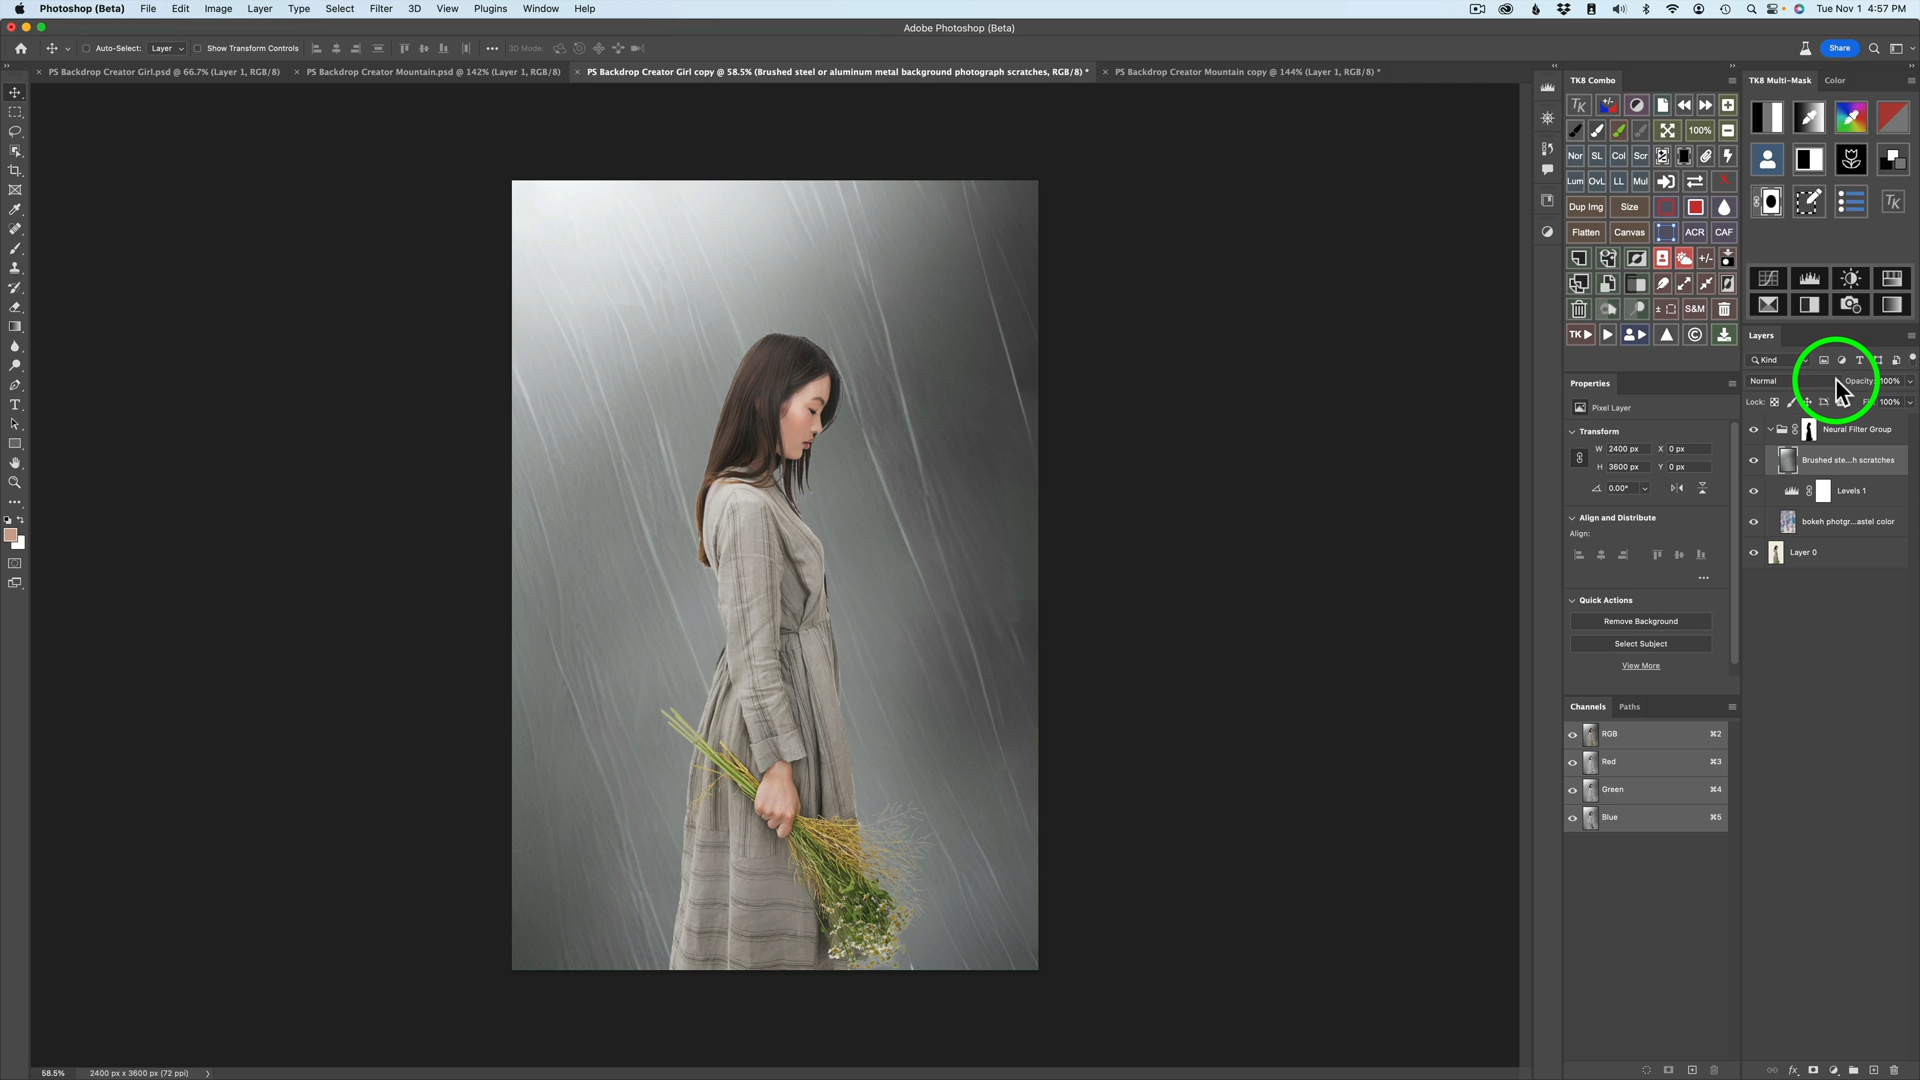 Photoshop (Beta) File Edit Image Layer Type Select Filter 3D View Plugins Window Help Tue Nov 1 4:57 PM
Adobe Photoshop (Beta)
Auto-Select: Layer Show Transform Controls 3D Mode: Share
PS Backdrop Creator Girl.psd @ 66.7% (Layer 1, RGB/8) PS Backdrop Creator Mountain.psd @ 142% (Layer 1, RGB/8) PS Backdrop Creator Girl copy @ 58.5% (Brushed steel or aluminum metal background photograph scratches, RGB/8) * PS Backdrop Creator Mountain copy @ 144% (Layer 1, RGB/8) *
TK8 Combo
TK8 Multi-Mask Color
TK +/-
100%
Nor SL Col Scr
Lum OvL LL Mul
Dup Img Size
Flatten Canvas ACR CAF
+/-
S&M
TK
TK
Layers
Kind
Normal Opacity: 100%
Lock: 100%
Neural Filter Group
Brushed ste...h scratches
Levels 1
bokeh photgr...astel color
Layer 0
Properties
Pixel Layer
Transform
W 2400 px X 0 px
H 3600 px Y 0 px
0.00°
Align and Distribute
Align:
Quick Actions
Remove Background
Select Subject
View More
Channels Paths
RGB ⌘2
Red ⌘3
Green ⌘4
Blue ⌘5
58.5% 2400 px x 3600 px (72 ppi)
fx